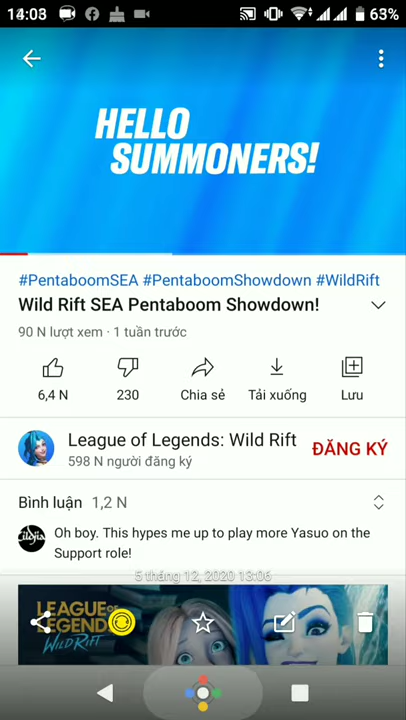 14:03
63%
HELLO
SUMMONERS!
#PentaboomSEA #PentaboomShowdown #WildRift
Wild Rift SEA Pentaboom Showdown!
90 N lượt xem · 1 tuần trước
6,4 N
230
Chia sẻ
Tải xuống
Lưu
League of Legends: Wild Rift
598 N người đăng ký
ĐĂNG KÝ
Bình luận 1,2 N
Oh boy. This hypes me up to play more Yasuo on the
Support role!
5 tháng 12, 2020 13:06
LEAGUE OF
LEGENDS
WILD RIFT